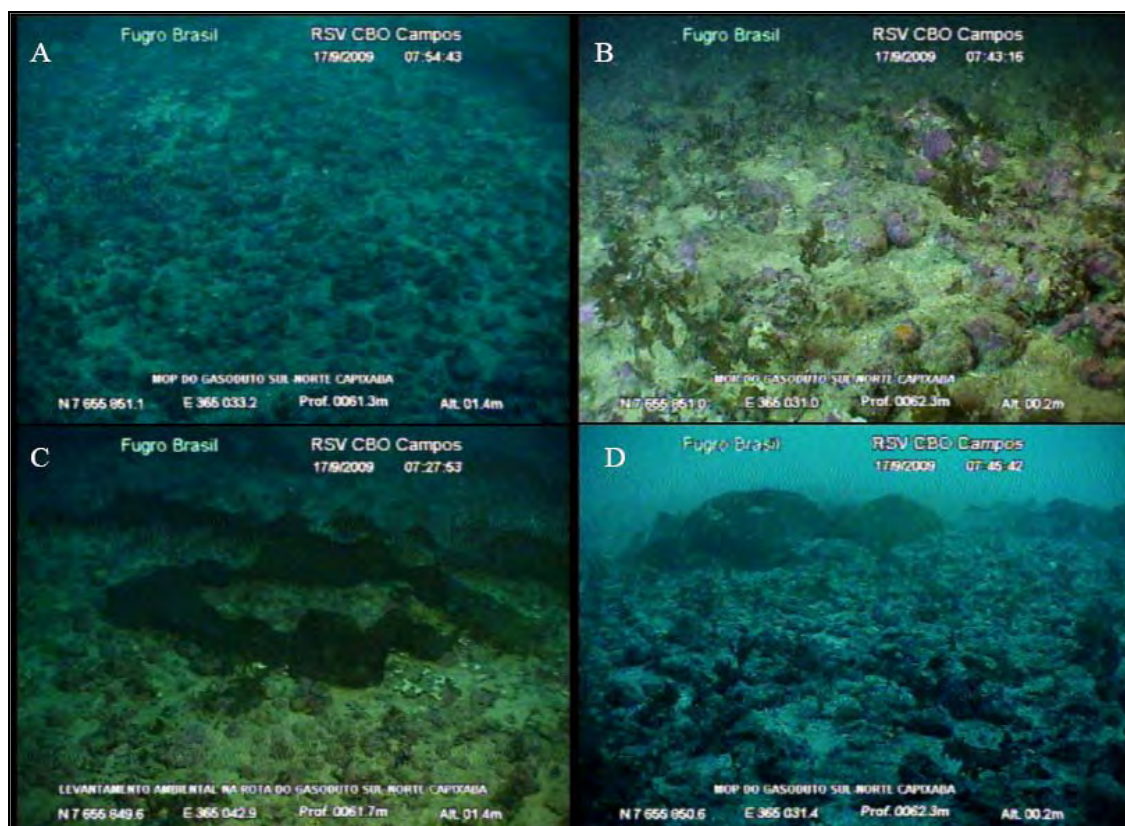 A
Fugro Brasil
RSV CBO Campos
17/9/2009 07:54:43
MOP DO GASODUTO SUL-NORTE CAPIXABA
N 7 655 851.1 E 365 033.2 Prof. 0061.3m Alt. 01.4m
B
Fugro Brasil
RSV CBO Campos
17/9/2009 07:43:16
MOP DO GASODUTO SUL-NORTE CAPIXABA
N 7 655 851.0 E 365 031.0 Prof. 0062.3m Alt. 00.2m
C
Fugro Brasil
RSV CBO Campos
17/9/2009 07:27:53
LEVANTAMENTO AMBIENTAL NA ROTA DO GASODUTO SUL-NORTE CAPIXABA
N 7 655 849.6 E 365 042.9 Prof. 0061.7m Alt. 01.4m
D
Fugro Brasil
RSV CBO Campos
17/9/2009 07:45:42
MOP DO GASODUTO SUL-NORTE CAPIXABA
N 7 655 850.6 E 365 031.4 Prof. 0062.3m Alt. 00.2m